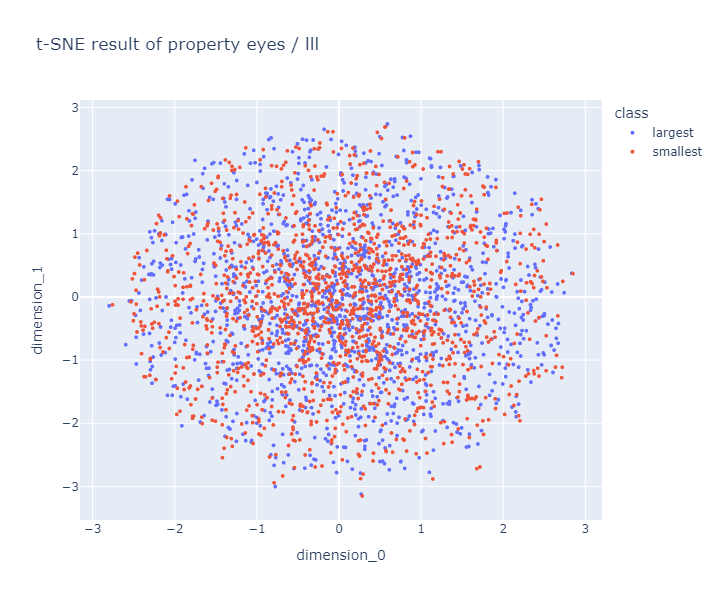 t-SNE result of property eyes / lll
class
largest
smallest
3
2
1
0
−1
−2
−3
dimension_1
−3
−2
−1
0
1
2
3
dimension_0